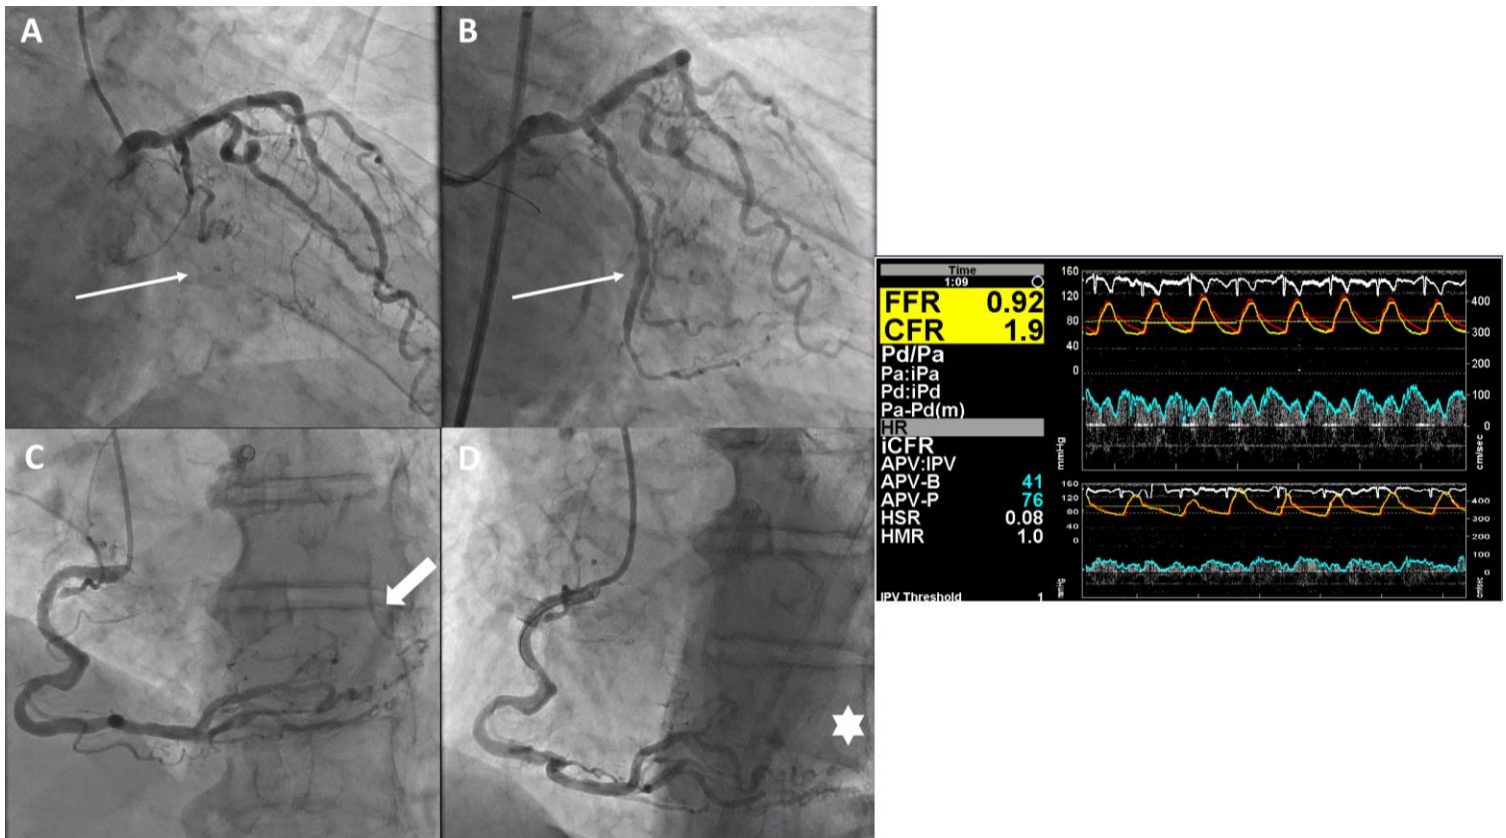 A
B
C
D
Time
1:09
FFR 0.92
CFR 1.9
Pd/Pa
Pa:iPa
Pd:iPd
Pa-Pd(m)
HR
iCFR
APV:IPV
APV-B 41
APV-P 76
HSR 0.08
HMR 1.0
IPV Threshold 1
160
120
80
40
0
mmHg
400
300
200
100
0
cm/sec
160
120
80
40
0
mmHg
400
300
200
100
0
cm/sec